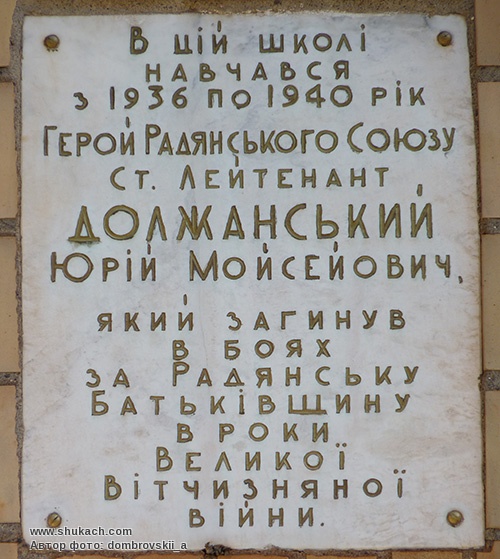 В цій школі
навчався
з 1936 по 1940 рік
Герой Радянського Союзу
Ст. Лейтенант
ДОЛЖАНСЬКИЙ
Юрій Мойсейович,
який загинув
в боях
за Радянську
Батьківщину
в роки
Великої
Вітчизняної
війни.
www.shukach.com
Автор фото: dombrovskii_a